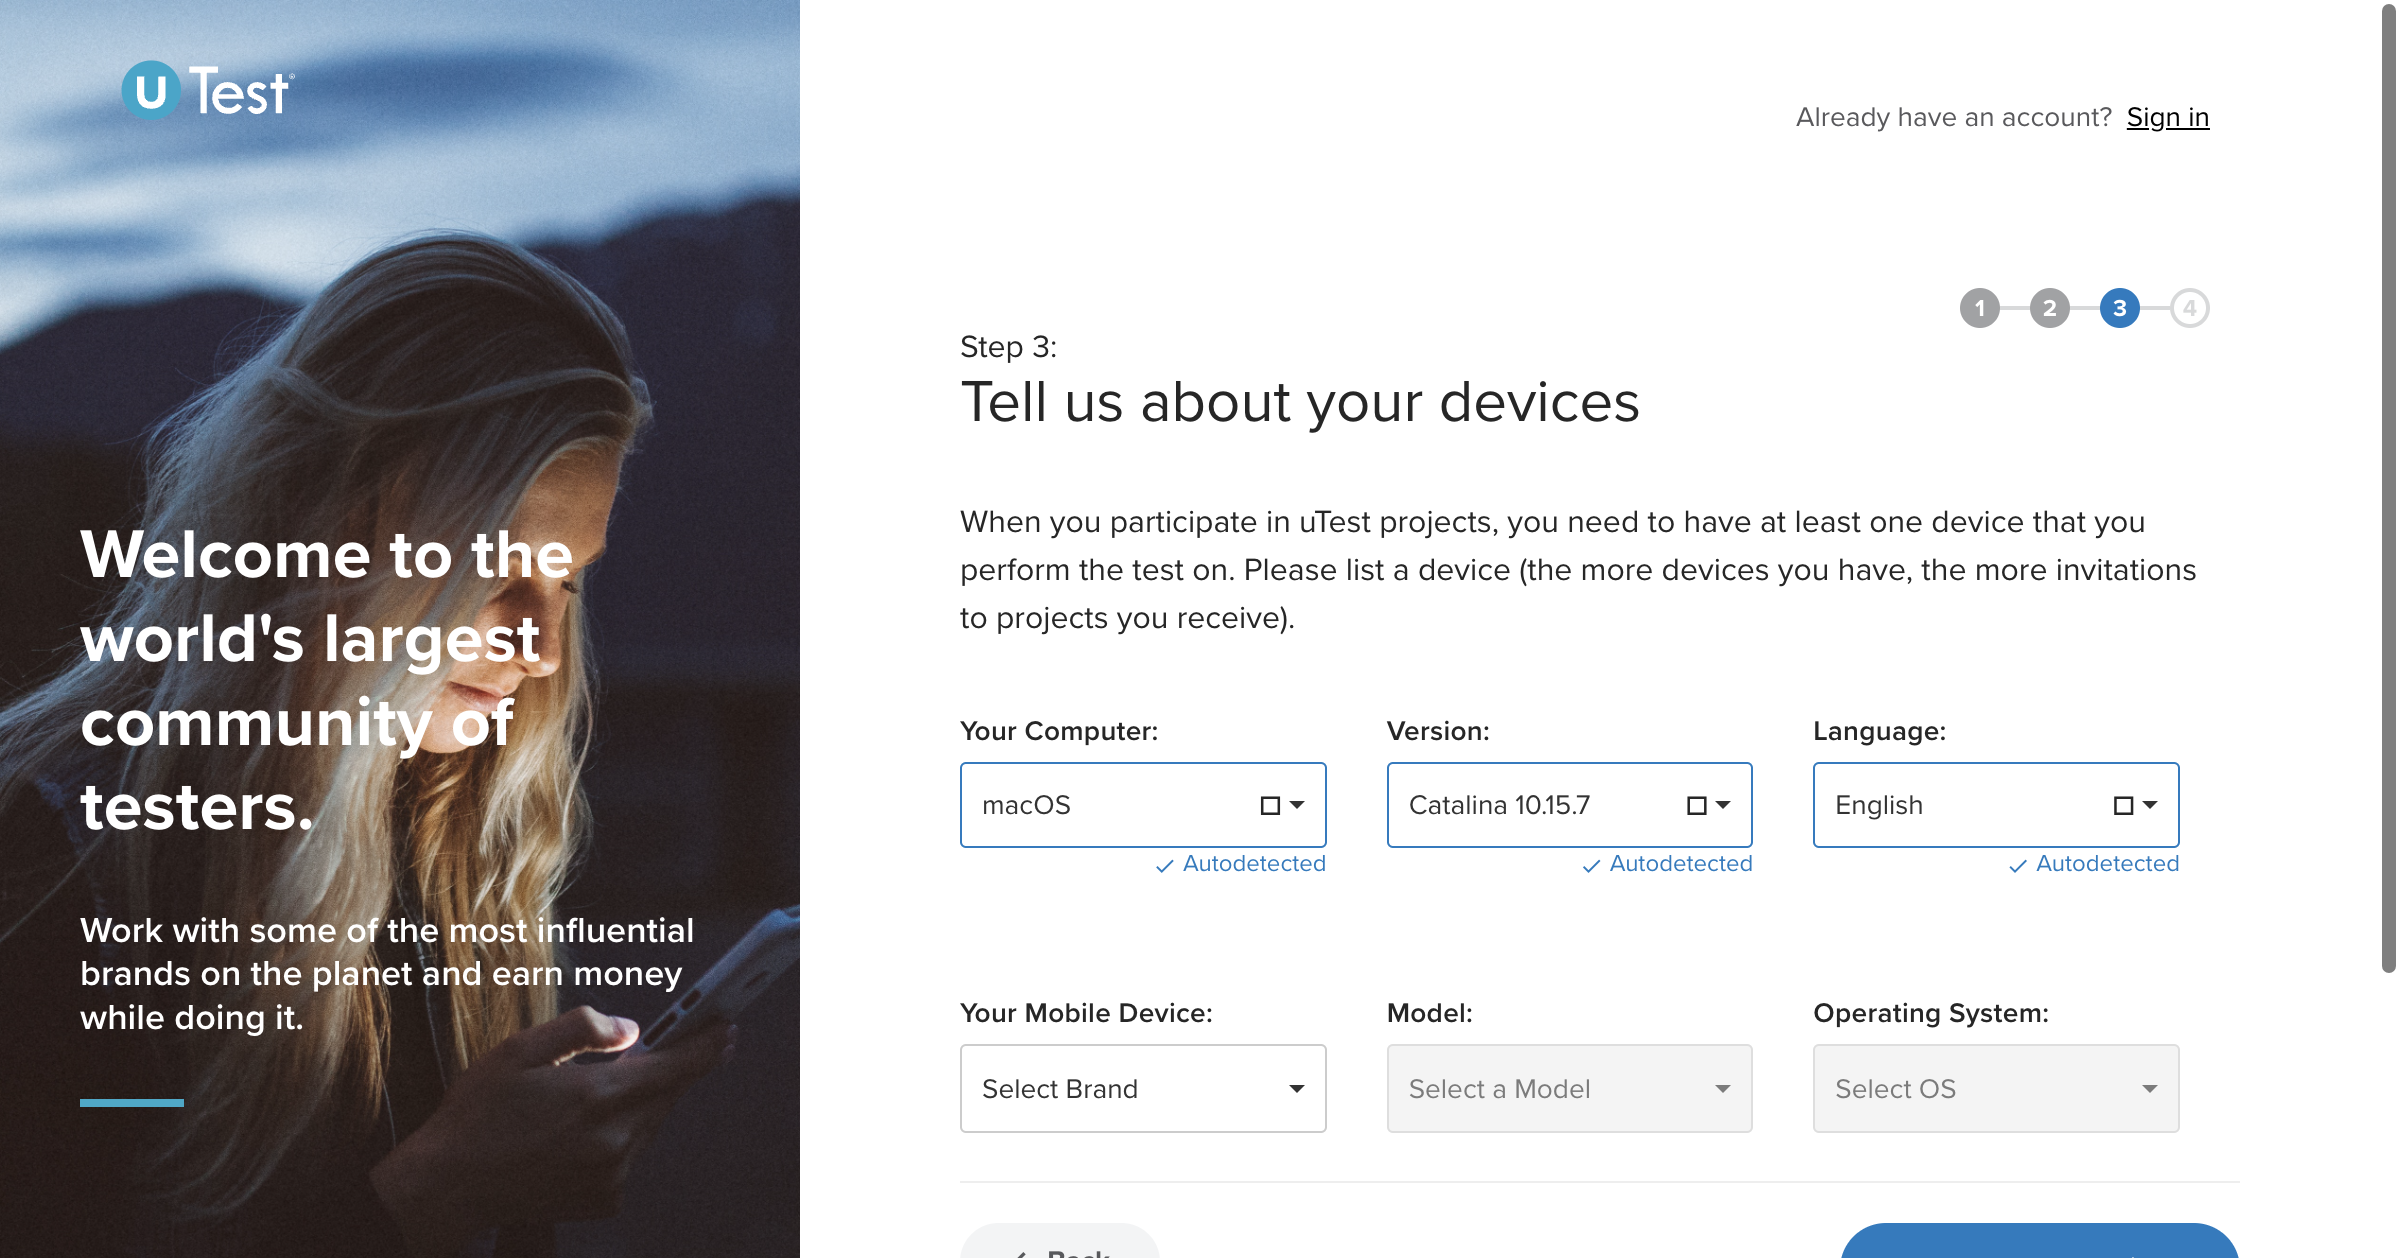 u Test®
Welcome to the
world's largest
community of
testers.
Work with some of the most influential
brands on the planet and earn money
while doing it.
Already have an account? Sign in
1 2 3 4
Step 3:
Tell us about your devices
When you participate in uTest projects, you need to have at least one device that you
perform the test on. Please list a device (the more devices you have, the more invitations
to projects you receive).
Your Computer: Version: Language:
macOS Catalina 10.15.7 English
Autodetected Autodetected Autodetected
Your Mobile Device: Model: Operating System:
Select Brand Select a Model Select OS
Back